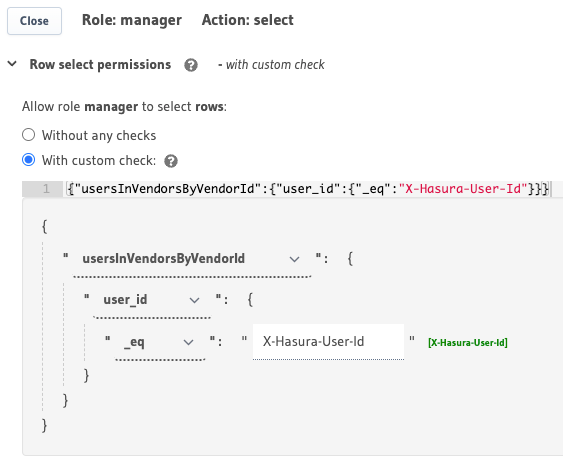 Close Role: manager Action: select
Row select permissions ? - with custom check
Allow role manager to select rows:
Without any checks
With custom check: ?
1 {"usersInVendorsByVendorId":{"user_id":{"_eq":"X-Hasura-User-Id"}}}
{
" usersInVendorsByVendorId ": {
" user_id ": {
" _eq ": " X-Hasura-User-Id " [X-Hasura-User-Id]
}
}
}